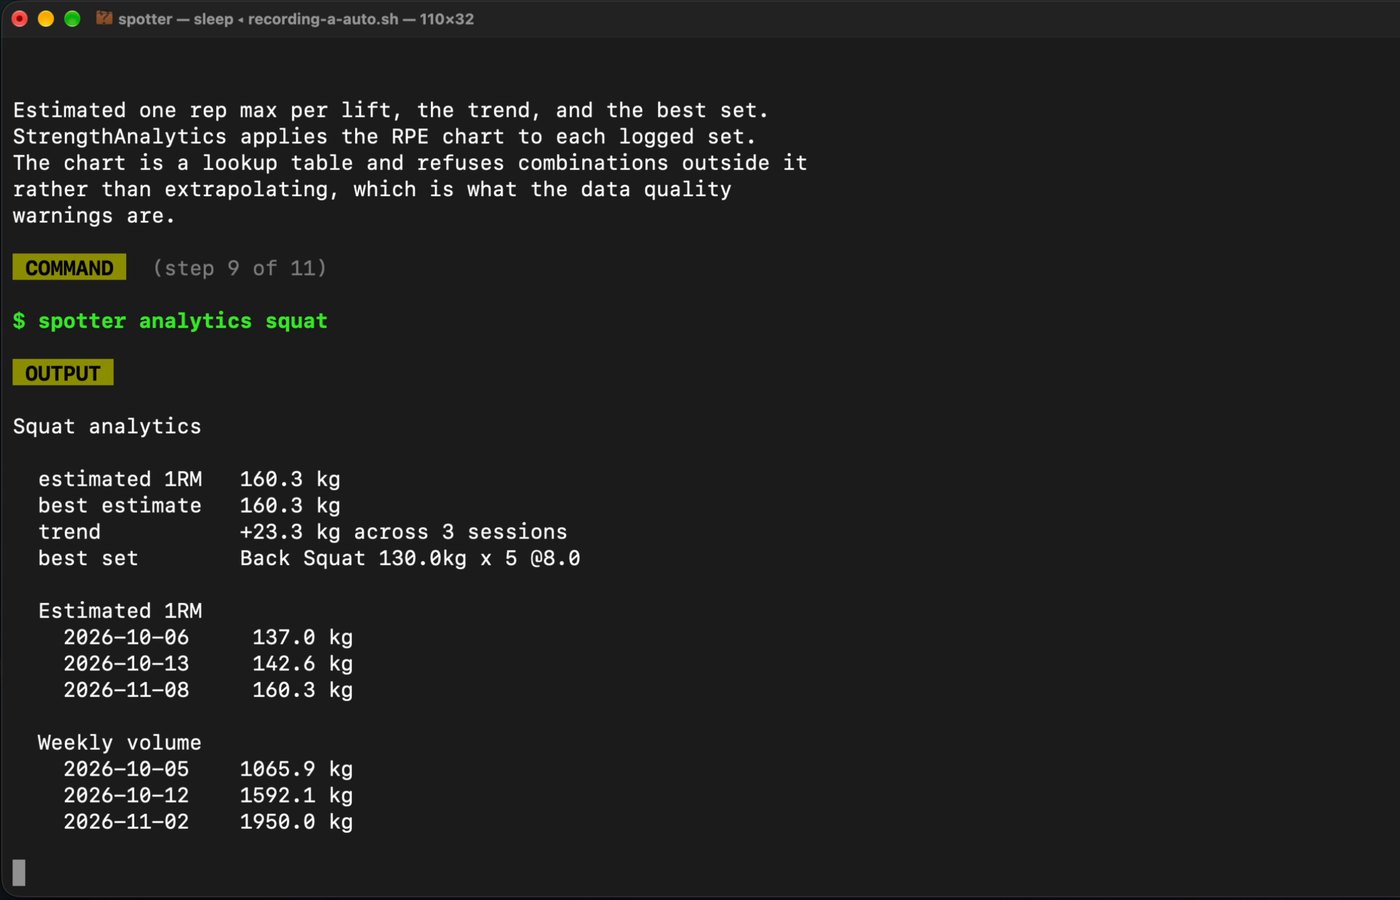 spotter — sleep ◂ recording-a-auto.sh — 110×32
Estimated one rep max per lift, the trend, and the best set.
StrengthAnalytics applies the RPE chart to each logged set.
The chart is a lookup table and refuses combinations outside it
rather than extrapolating, which is what the data quality
warnings are.
COMMAND (step 9 of 11)
$ spotter analytics squat
OUTPUT
Squat analytics
estimated 1RM 160.3 kg
best estimate 160.3 kg
trend +23.3 kg across 3 sessions
best set Back Squat 130.0kg x 5 @8.0
Estimated 1RM
2026-10-06 137.0 kg
2026-10-13 142.6 kg
2026-11-08 160.3 kg
Weekly volume
2026-10-05 1065.9 kg
2026-10-12 1592.1 kg
2026-11-02 1950.0 kg